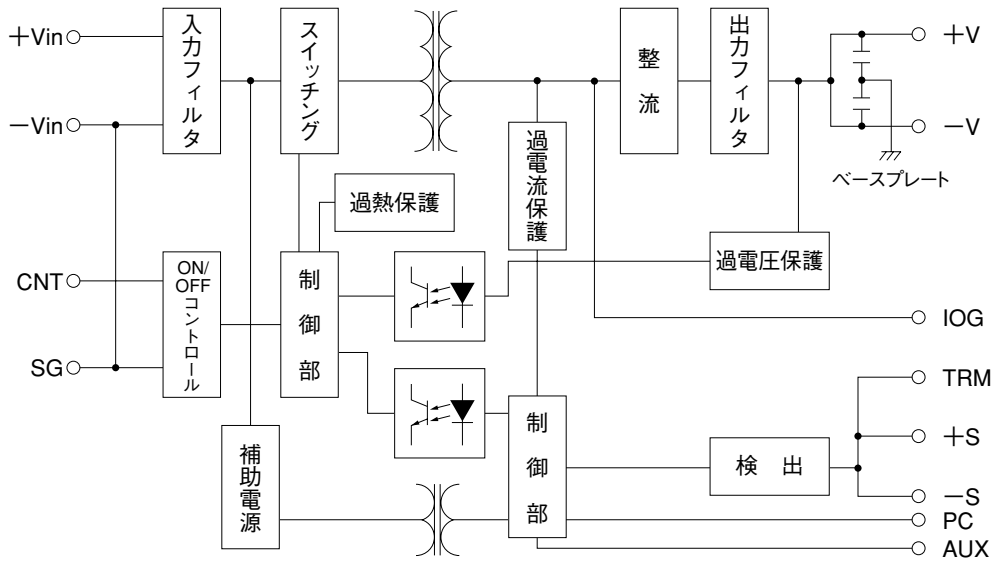 +Vin
−Vin
入力フィルタ
スイッチング
整流
出力フィルタ
+V
−V
ベースプレート
過電流保護
過熱保護
過電圧保護
CNT
SG
ON/
OFF
コントロール
制御部
IOG
TRM
+S
−S
PC
AUX
制御部
検出
補助電源